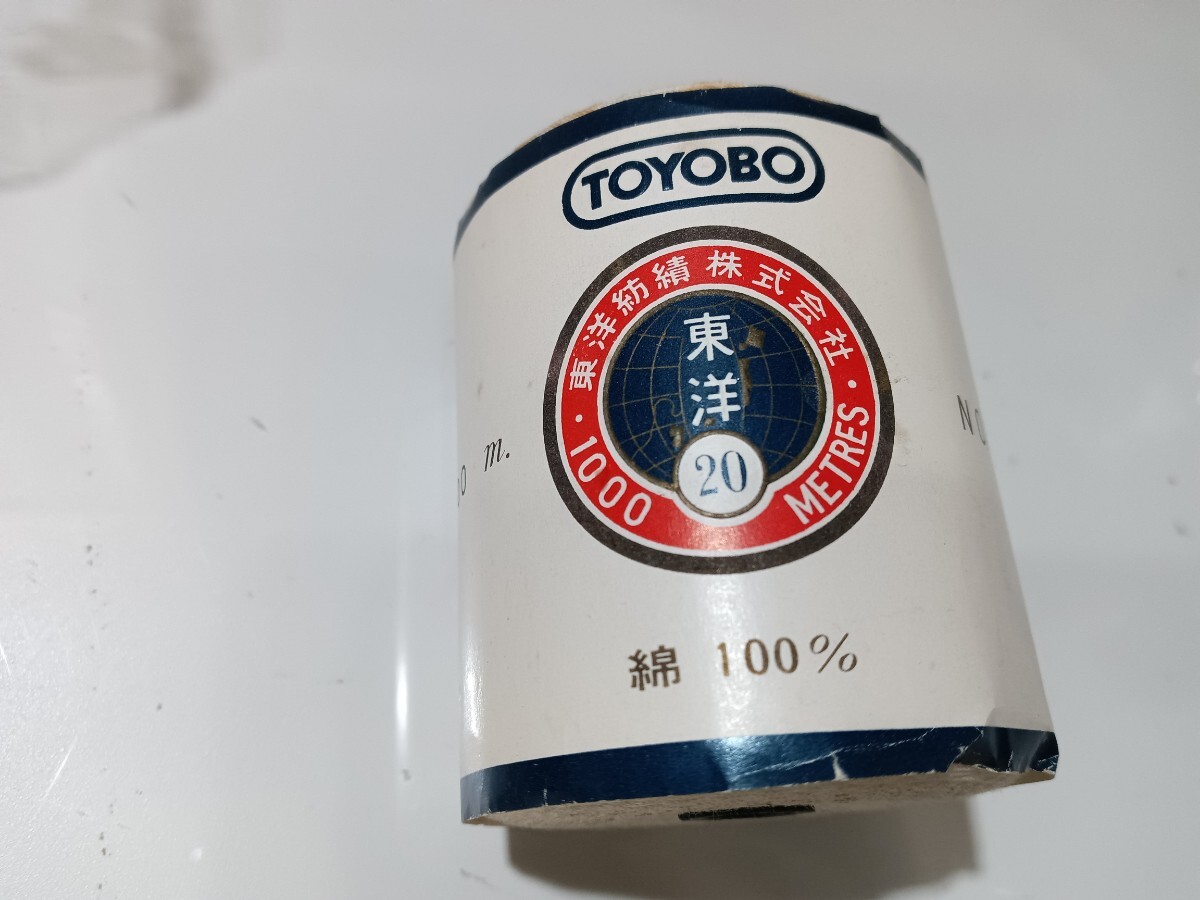 TOYOBO
東洋紡績株式会社
東洋
20
1000 METRES
m.
綿 100%